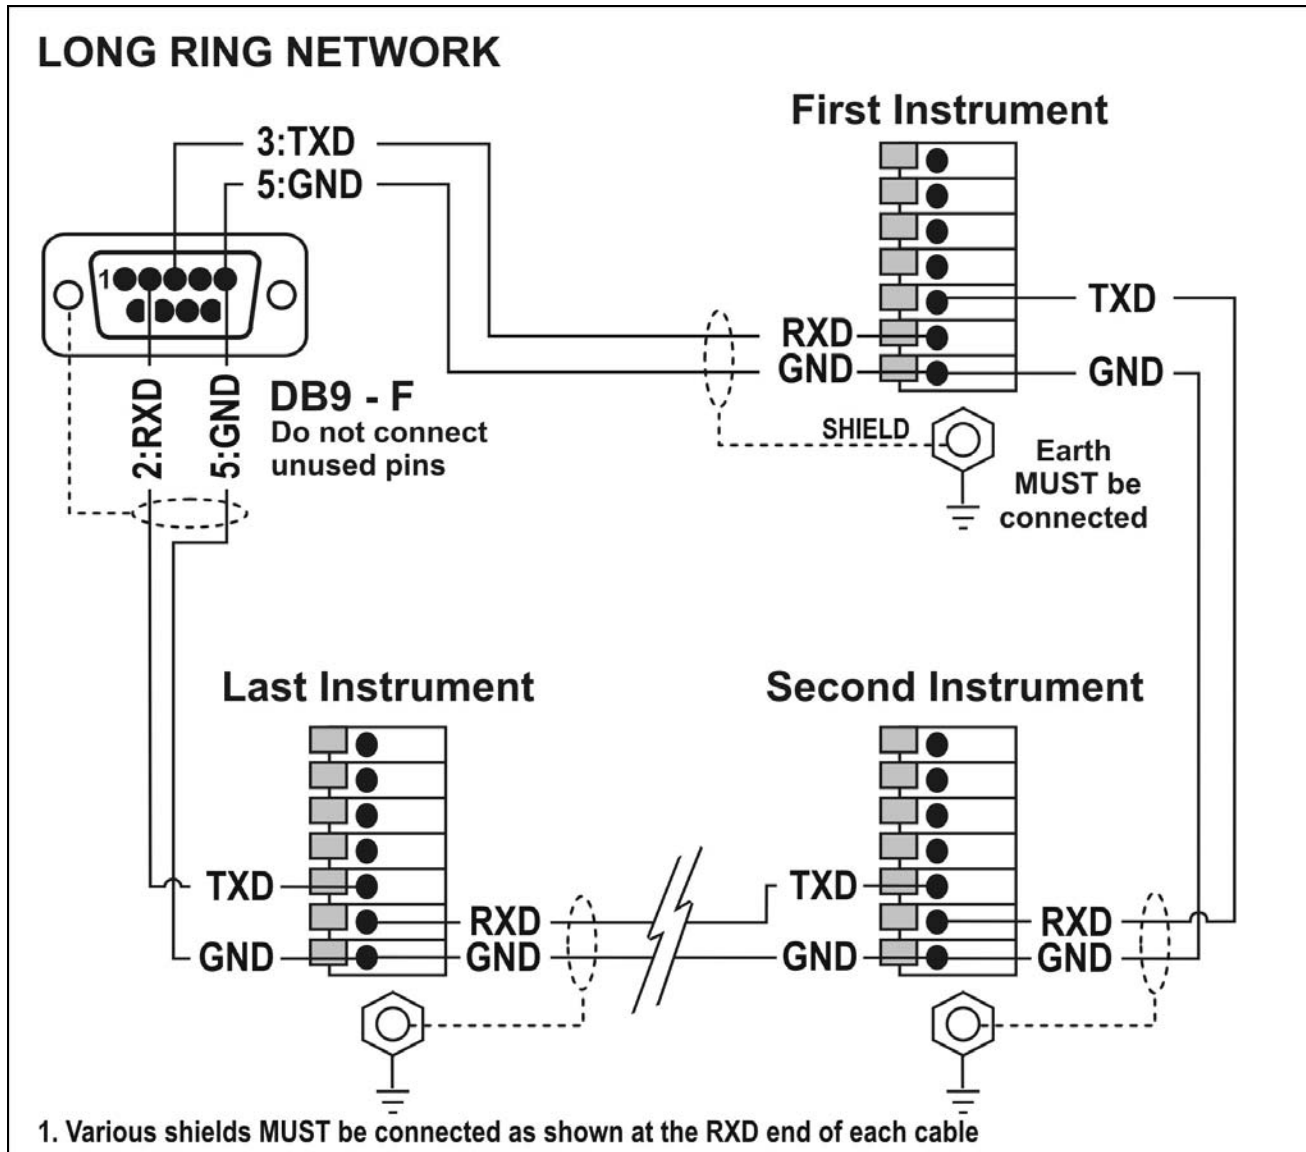 LONG RING NETWORK
First Instrument
3:TXD
5:GND
1
TXD
RXD
GND
GND
SHIELD
Earth
MUST be
connected
2:RXD
5:GND
DB9 - F
Do not connect
unused pins
Last Instrument
Second Instrument
TXD
RXD
GND
GND
TXD
RXD
GND
GND
1. Various shields MUST be connected as shown at the RXD end of each cable